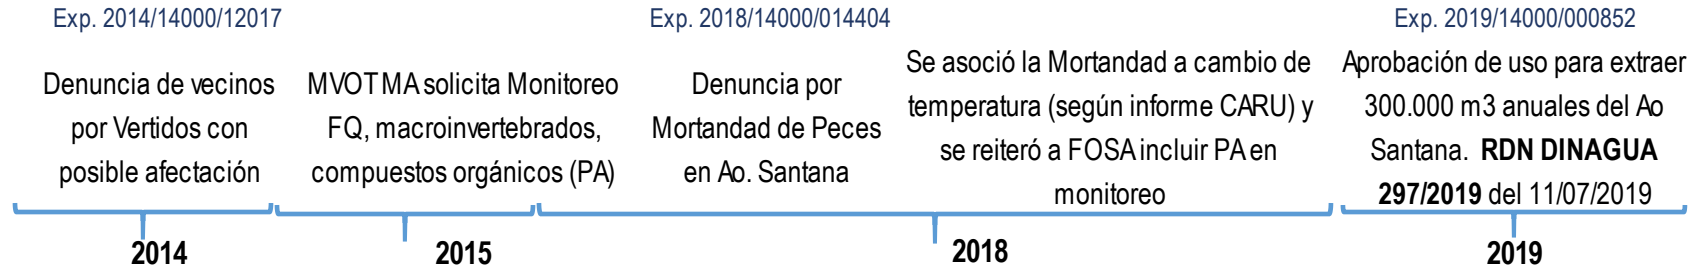 Exp. 2014/14000/12017
Denuncia de vecinos
por Vertidos con
posible afectación
2014
MVOTMA solicita Monitoreo
FQ, macroinvertebrados,
compuestos orgánicos (PA)
2015
Exp. 2018/14000/014404
Denuncia por
Mortandad de Peces
en Ao. Santana
Se asoció la Mortandad a cambio de
temperatura (según informe CARU) y
se reiteró a FOSA incluir PA en
monitoreo
2018
Exp. 2019/14000/000852
Aprobación de uso para extraer
300.000 m3 anuales del Ao
Santana. RDN DINAGUA
297/2019 del 11/07/2019
2019